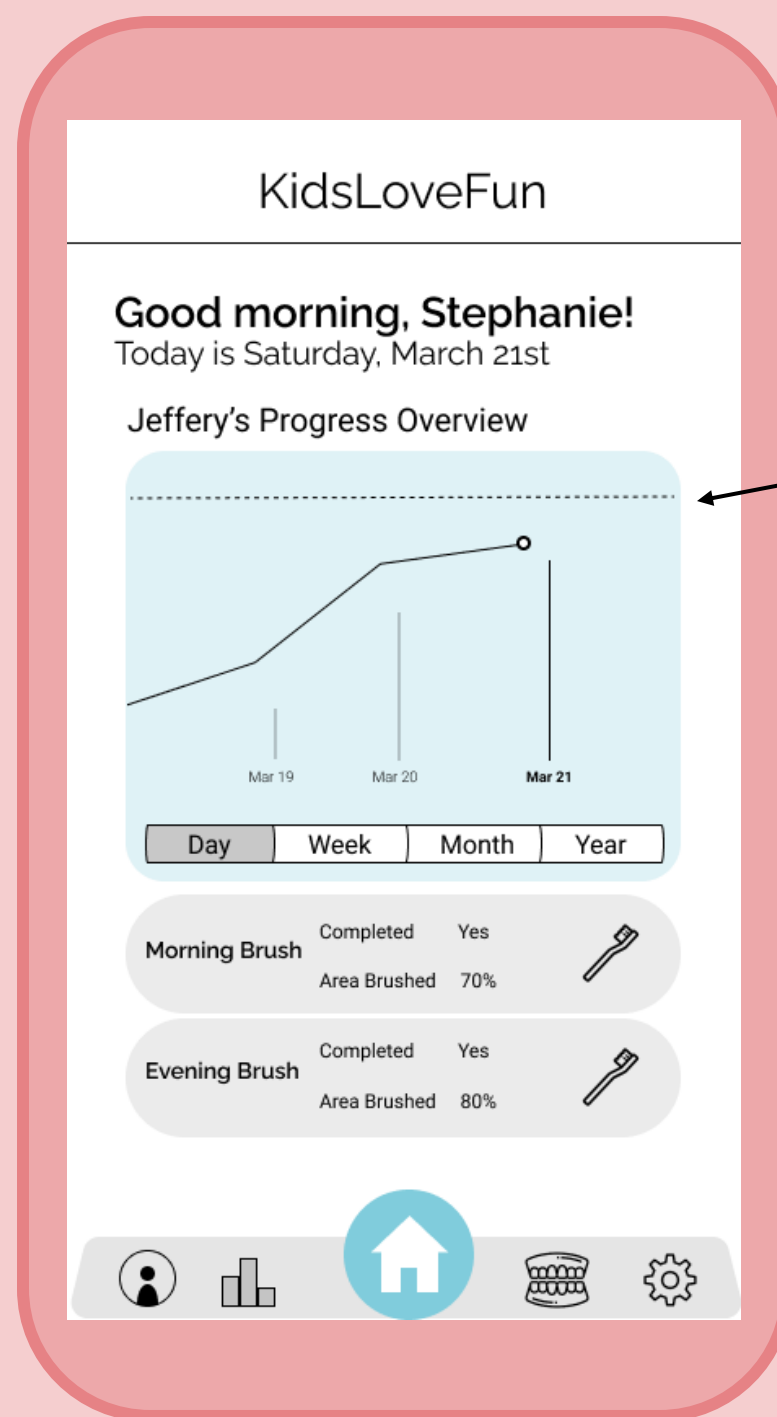 KidsLoveFun
Good morning, Stephanie!
Today is Saturday, March 21st
Jeffery's Progress Overview
Mar 19 Mar 20 Mar 21
Day Week Month Year
Morning Brush
Completed Yes
Area Brushed 70%
Evening Brush
Completed Yes
Area Brushed 80%